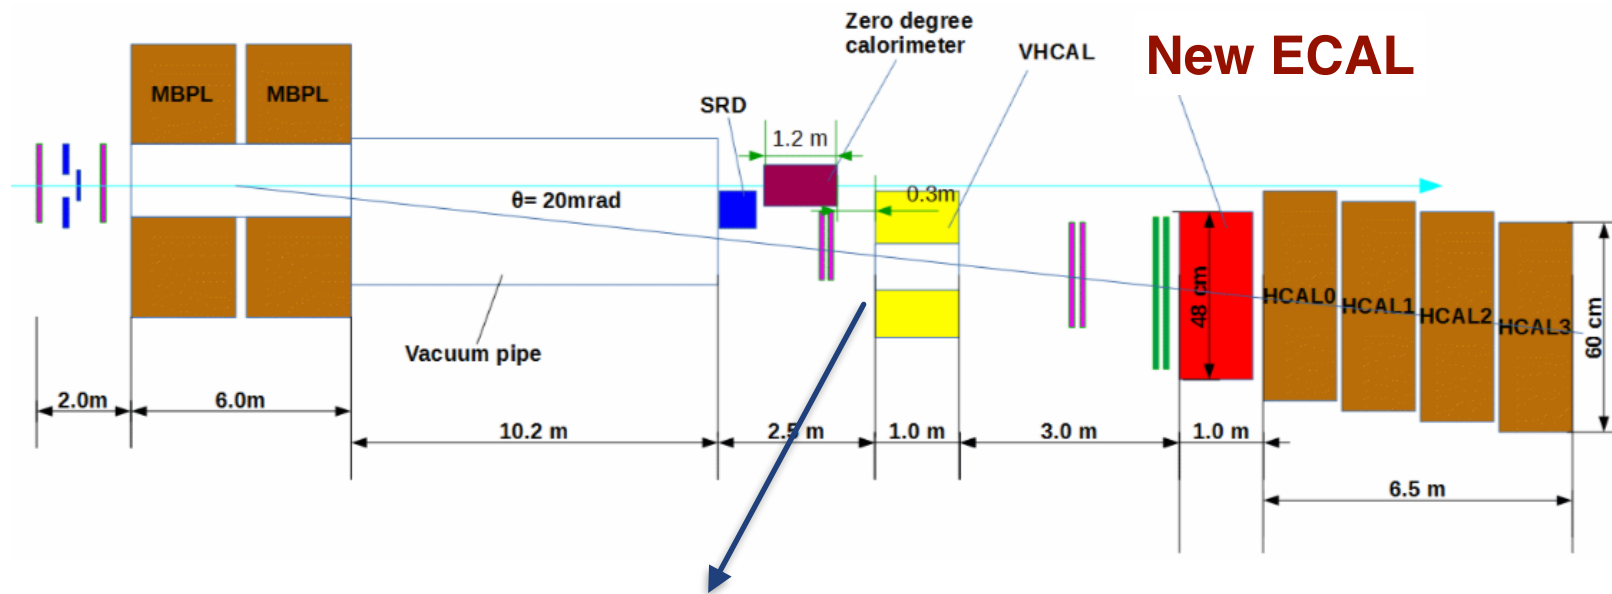 Zero degree
calorimeter
VHCAL
New ECAL
MBPL
MBPL
SRD
1.2 m
θ= 20mrad
0.3m
48 cm
HCAL0
HCAL1
HCAL2
HCAL3
60 cm
Vacuum pipe
2.0m
6.0m
10.2 m
2.5 m
1.0 m
3.0 m
1.0 m
6.5 m